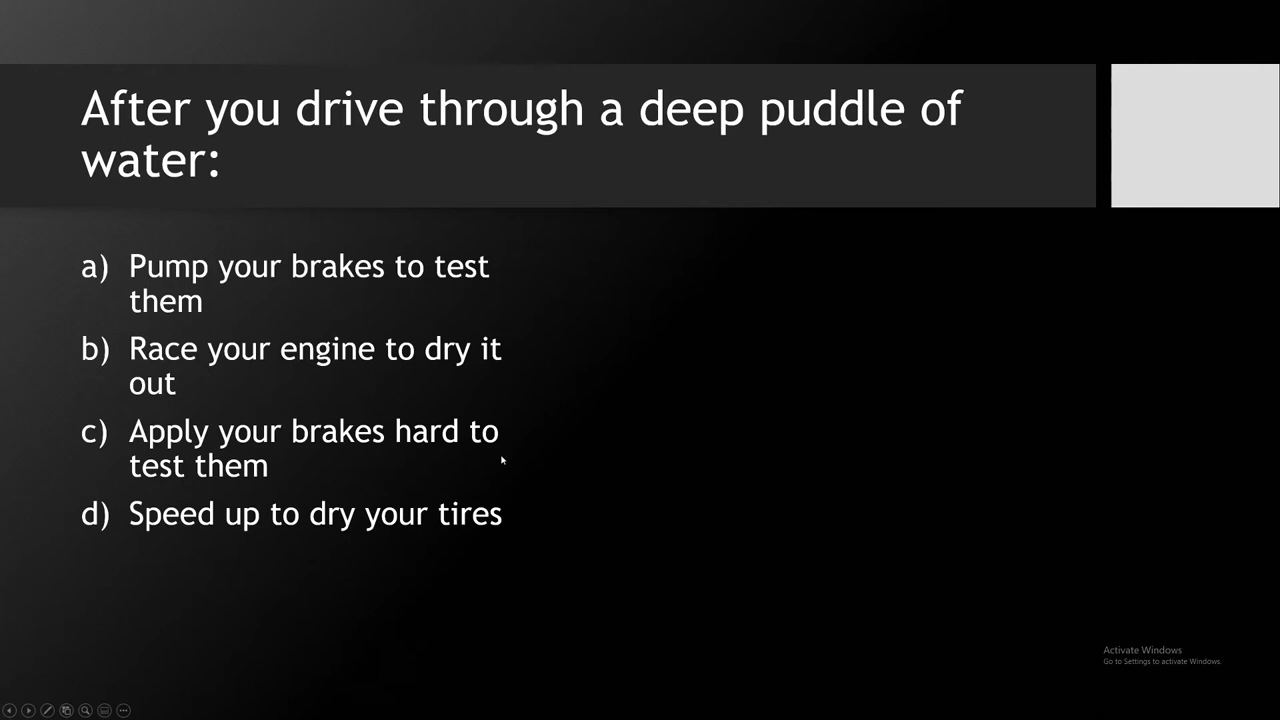 After you drive through a deep puddle of
water:
a) Pump your brakes to test
them
b) Race your engine to dry it
out
c) Apply your brakes hard to
test them
d) Speed up to dry your tires
Activate Windows
Go to Settings to activate Windows.